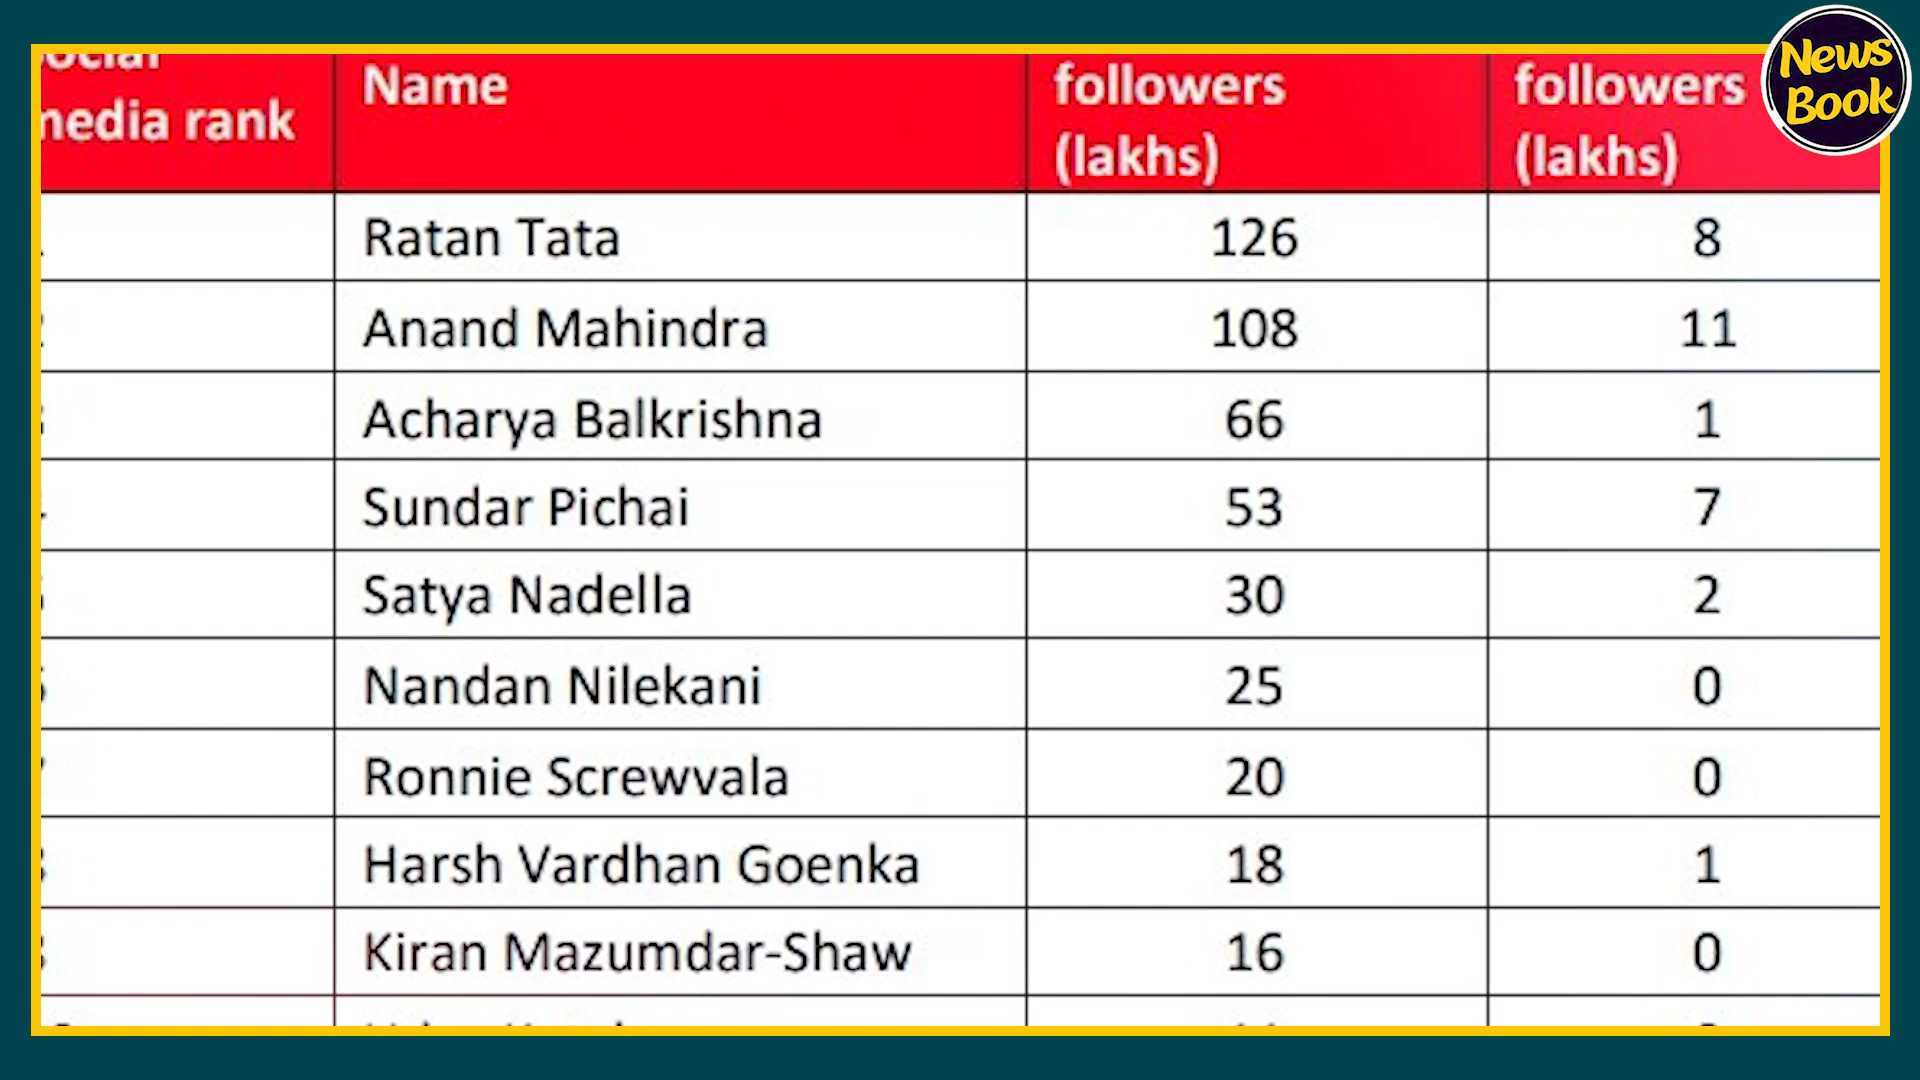 News
Book
media rank
Name
followers
(lakhs)
followers
(lakhs)
Ratan Tata 126 8
Anand Mahindra 108 11
Acharya Balkrishna 66 1
Sundar Pichai 53 7
Satya Nadella 30 2
Nandan Nilekani 25 0
Ronnie Screwvala 20 0
Harsh Vardhan Goenka 18 1
Kiran Mazumdar-Shaw 16 0